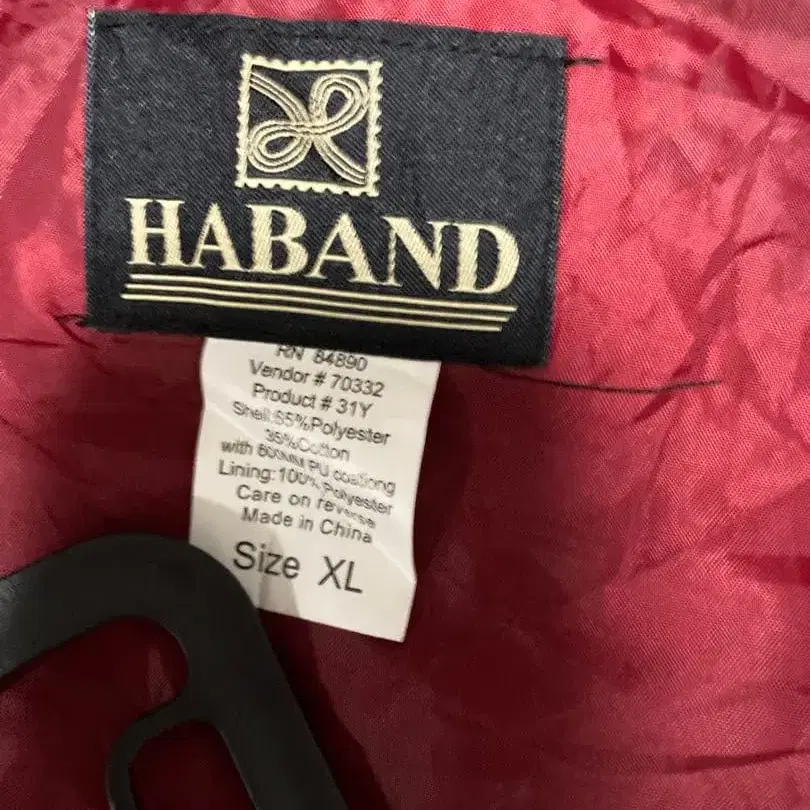 HABAND
RN 84890
Vendor # 70332
Product # 31Y
Shell:65%Polyester
35%Cotton
with 600MM PU coationg
Lining:100% Polyester
Care on reverse
Made in China
Size XL